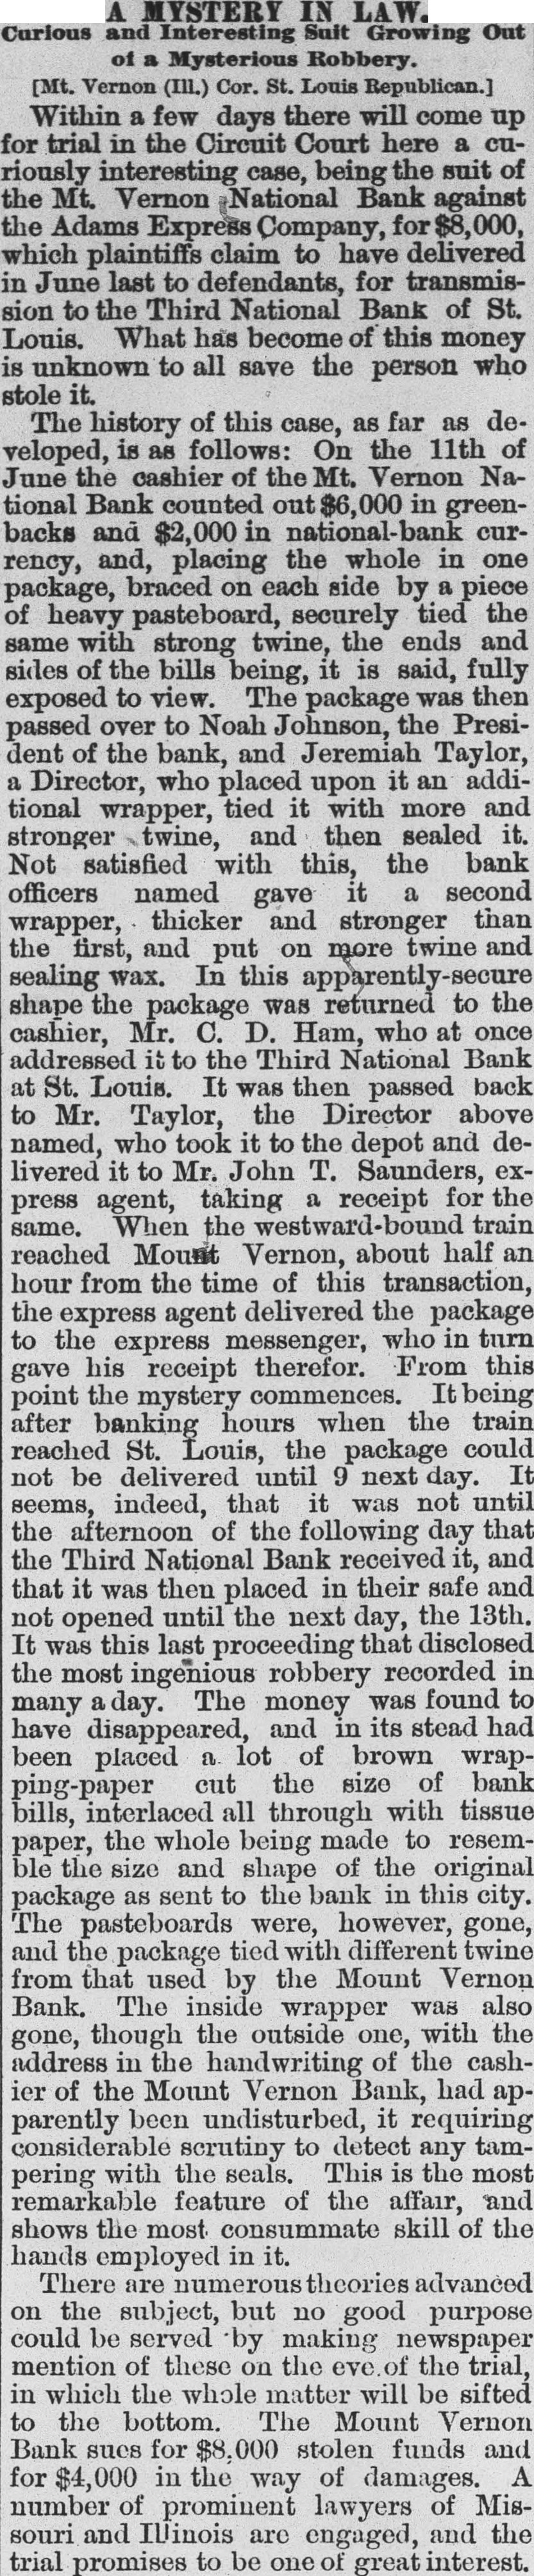 A MYSTERY IN LAW.
Curious and Interesting Suit Growing Out
of a Mysterious Robbery.
[Mt. Vernon (Ill.) Cor. St. Louis Republican.]
Within a few days there will come up
for trial in the Circuit Court here a cu-
riously interesting case, being the suit of
the Mt. Vernon National Bank against
the Adams Express Company, for $8,000,
which plaintiffs claim to have delivered
in June last to defendants, for transmis-
sion to the Third National Bank of St.
Louis. What has become of this money
is unknown to all save the person who
stole it.
The history of this case, as far as de-
veloped, is as follows: On the 11th of
June the cashier of the Mt. Vernon Na-
tional Bank counted out $6,000 in green-
backs and $2,000 in national-bank cur-
rency, and, placing the whole in one
package, braced on each side by a piece
of heavy pasteboard, securely tied the
same with strong twine, the ends and
sides of the bills being, it is said, fully
exposed to view. The package was then
passed over to Noah Johnson, the Presi-
dent of the bank, and Jeremiah Taylor,
a Director, who placed upon it an addi-
tional wrapper, tied it with more and
stronger twine, and then sealed it.
Not satisfied with this, the bank
officers named gave it a second
wrapper, thicker and stronger than
the first, and put on more twine and
sealing wax. In this apparently-secure
shape the package was returned to the
cashier, Mr. C. D. Ham, who at once
addressed it to the Third National Bank
at St. Louis. It was then passed back
to Mr. Taylor, the Director above
named, who took it to the depot and de-
livered it to Mr. John T. Saunders, ex-
press agent, taking a receipt for the
same. When the westward-bound train
reached Mount Vernon, about half an
hour from the time of this transaction,
the express agent delivered the package
to the express messenger, who in turn
gave his receipt therefor. From this
point the mystery commences. It being
after banking hours when the train
reached St. Louis, the package could
not be delivered until 9 next day. It
seems, indeed, that it was not until
the afternoon of the following day that
the Third National Bank received it, and
that it was then placed in their safe and
not opened until the next day, the 13th.
It was this last proceeding that disclosed
the most ingenious robbery recorded in
many a day. The money was found to
have disappeared, and in its stead had
been placed a lot of brown wrap-
ping-paper cut the size of bank
bills, interlaced all through with tissue
paper, the whole being made to resem-
ble the size and shape of the original
package as sent to the bank in this city.
The pasteboards were, however, gone,
and the package tied with different twine
from that used by the Mount Vernon
Bank. The inside wrapper was also
gone, though the outside one, with the
address in the handwriting of the cash-
ier of the Mount Vernon Bank, had ap-
parently been undisturbed, it requiring
considerable scrutiny to detect any tam-
pering with the seals. This is the most
remarkable feature of the affair, and
shows the most consummate skill of the
hands employed in it.
There are numerous theories advanced
on the subject, but no good purpose
could be served by making newspaper
mention of these on the eve of the trial,
in which the whole matter will be sifted
to the bottom. The Mount Vernon
Bank sues for $8,000 stolen funds and
for $4,000 in the way of damages. A
number of prominent lawyers of Mis-
souri and Illinois are engaged, and the
trial promises to be one of great interest.